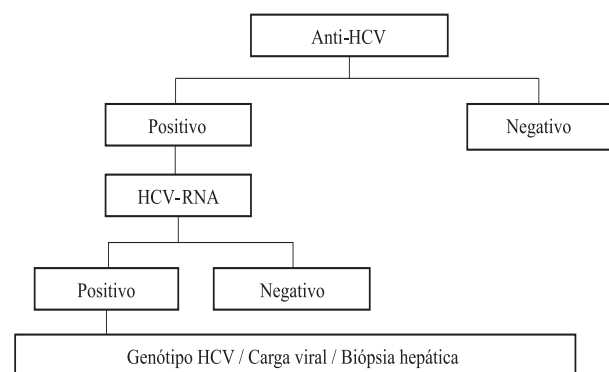 Anti-HCV
Positivo
Negativo
HCV-RNA
Positivo
Negativo
Genótipo HCV / Carga viral / Biópsia hepática